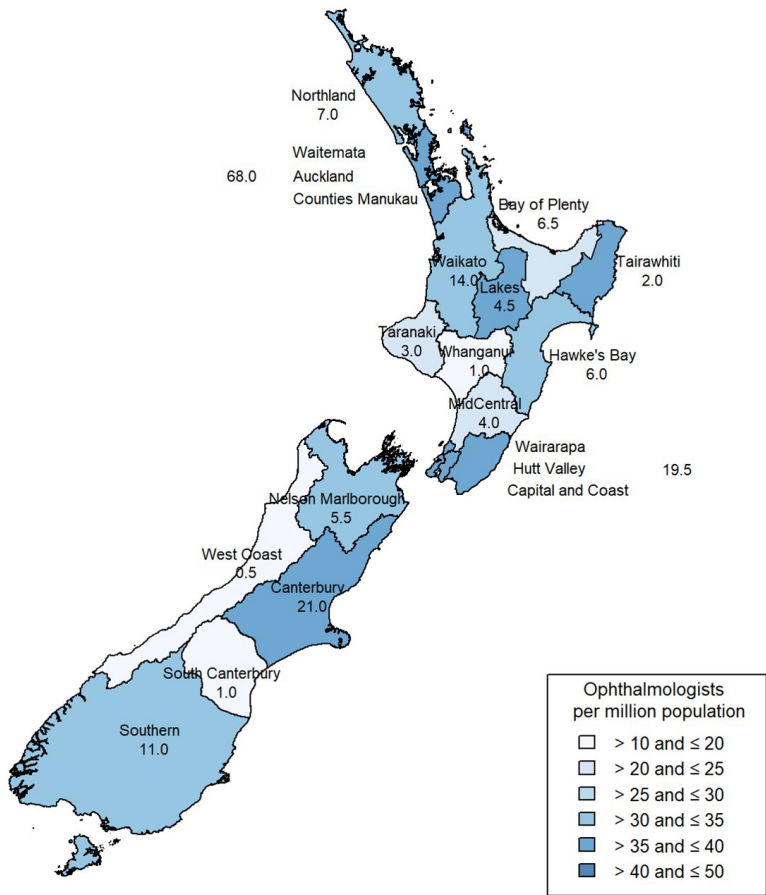 Northland
7.0
Waitemata
68.0 Auckland
Counties Manukau
Bay of Plenty
6.5
Waikato
14.0
Tairawhiti
2.0
Lakes
4.5
Taranaki
3.0
Whanganui
1.0
Hawke's Bay
6.0
MidCentral
4.0
Wairarapa
Hutt Valley 19.5
Capital and Coast
Nelson Marlborough
5.5
West Coast
0.5
Canterbury
21.0
South Canterbury
1.0
Southern
11.0
Ophthalmologists
per million population
> 10 and ≤ 20
> 20 and ≤ 25
> 25 and ≤ 30
> 30 and ≤ 35
> 35 and ≤ 40
> 40 and ≤ 50